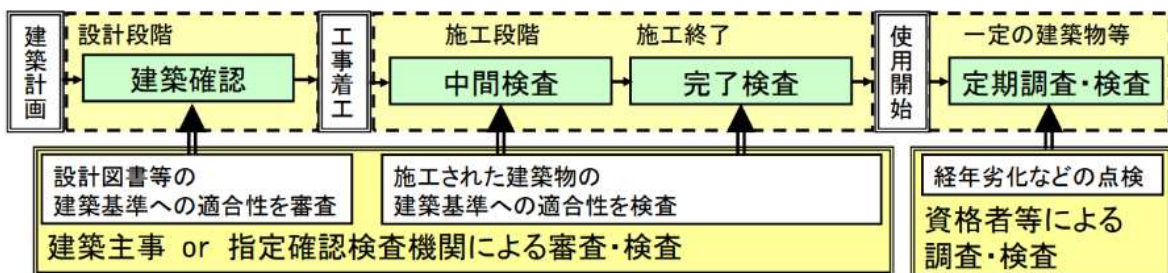 建築計画
設計段階
建築確認
工事着工
施工段階
施工終了
中間検査
完了検査
使用開始
一定の建築物等
定期調査・検査
設計図書等の
建築基準への適合性を審査
施工された建築物の
建築基準への適合性を検査
建築主事 or 指定確認検査機関による審査・検査
経年劣化などの点検
資格者等による
調査・検査